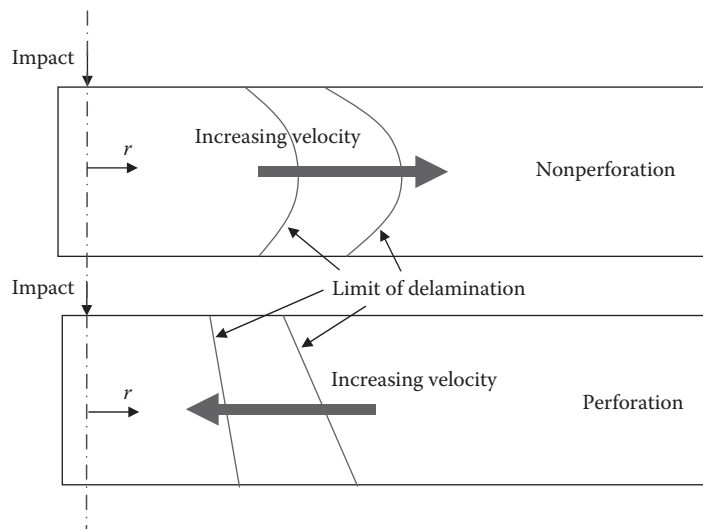 Impact
Increasing velocity
r
Nonperforation
Impact
Limit of delamination
Increasing velocity
r
Perforation